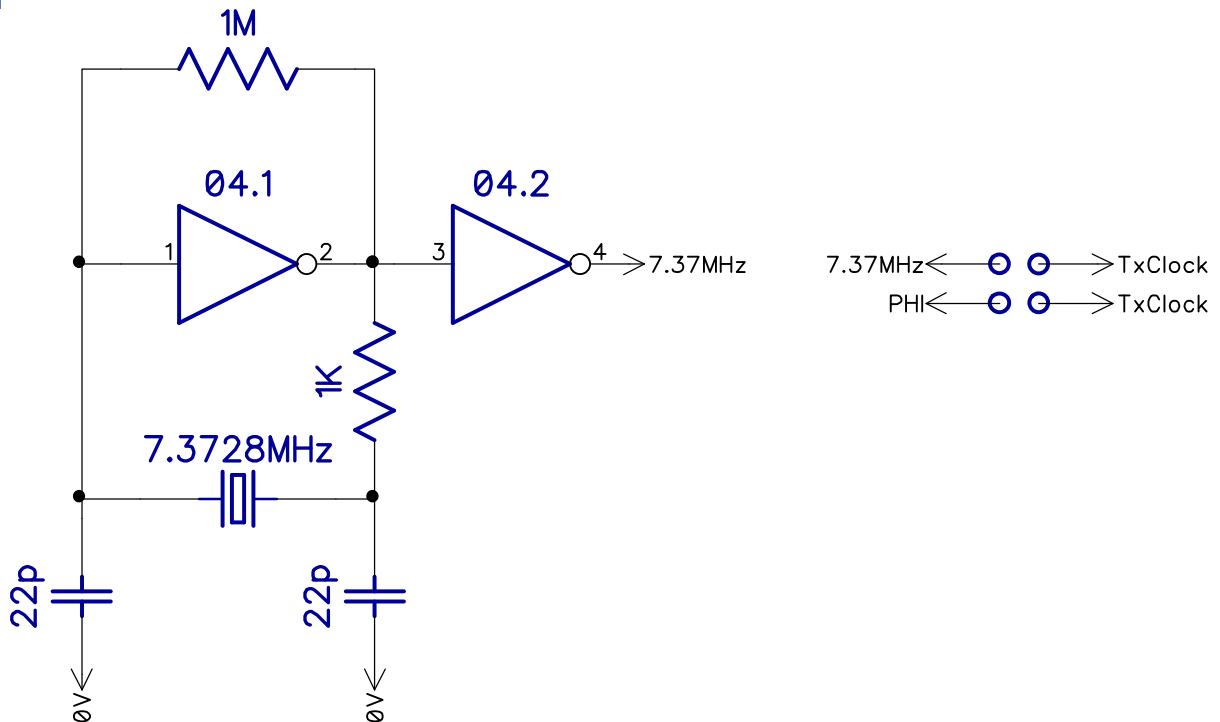 1M
04.1
04.2
1
2
3
4
7.37MHz
7.37MHz
TxClock
PHI
TxClock
1K
7.3728MHz
22p
22p
0V
0V